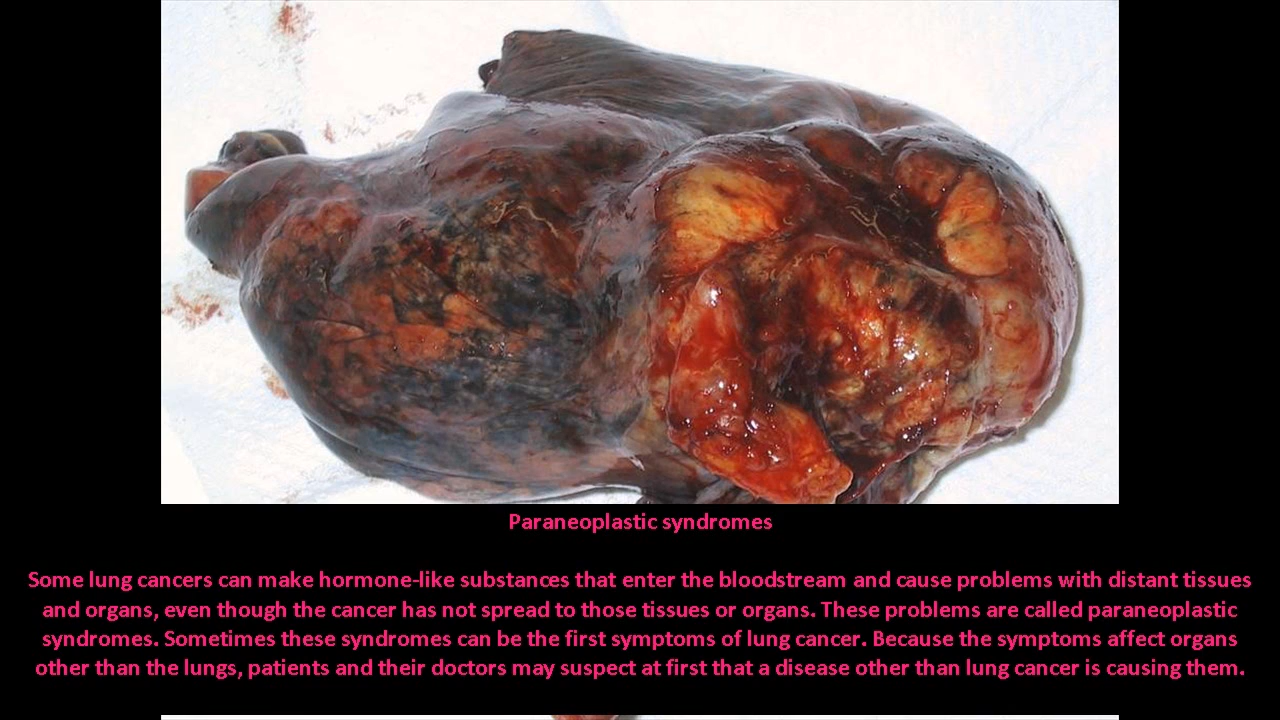 Paraneoplastic syndromes
Some lung cancers can make hormone-like substances that enter the bloodstream and cause problems with distant tissues
and organs, even though the cancer has not spread to those tissues or organs. These problems are called paraneoplastic
syndromes. Sometimes these syndromes can be the first symptoms of lung cancer. Because the symptoms affect organs
other than the lungs, patients and their doctors may suspect at first that a disease other than lung cancer is causing them.